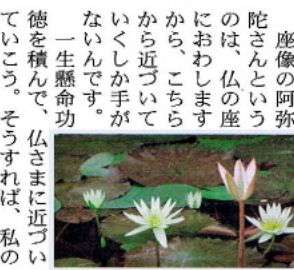 座像の阿弥
陀さんという
のは、仏の座
におわします
から、こちら
から近づいて
いくしか手が
ないんです。
一生懸命功
徳を積んで、仏さまに近づい
ていこう。そうすれば、私の